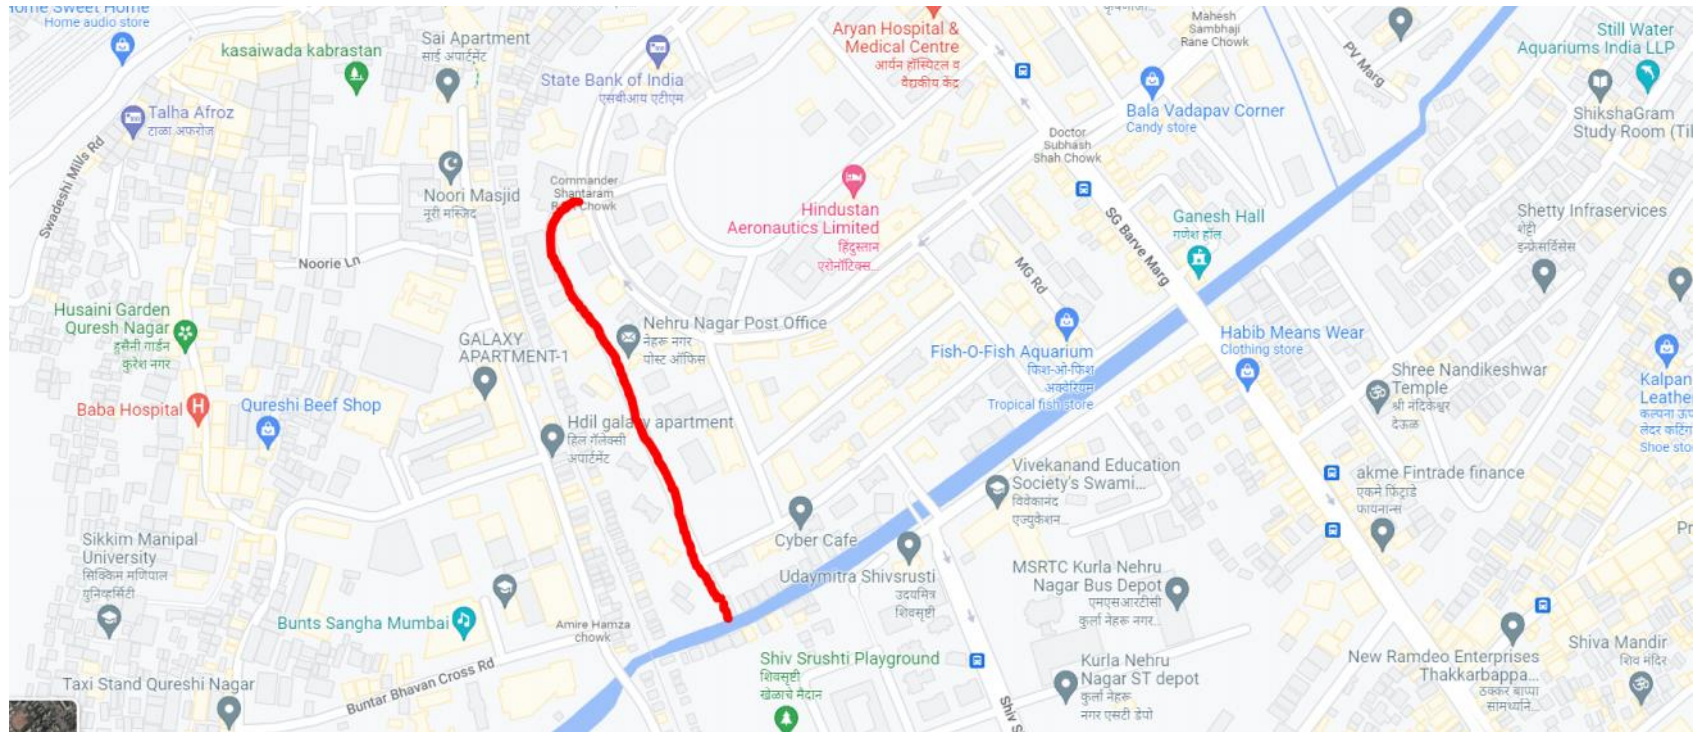 Home Sweet Home
Home audio store
kasaiwada kabrastan
Sai Apartment
साई अपार्टमेंट
State Bank of India
एसबीआय एटीएम
Aryan Hospital &
Medical Centre
आर्यन हॉस्पिटल व
वैद्यकीय केंद्र
Mahesh
Sambhaji
Rane Chowk
PV Marg
Still Water
Aquariums India LLP
Talha Afroz
टाळा अफरोज
Bala Vadapav Corner
Candy store
ShikshaGram
Study Room (Til
Swadeshi Mills Rd
Doctor
Subhash
Shah Chowk
Noori Masjid
नूरी मस्जिद
Commander
Shantaram
Chowk
Hindustan
Aeronautics Limited
हिंदुस्तान
एरोनॉटिक्स...
SG Barve Marg
Ganesh Hall
गणेश हॉल
Shetty Infraservices
शेट्टी
इन्फ्रासर्विसेस
Noorie Ln
MG Rd
Husaini Garden
Quresh Nagar
हुसैनी गार्डन
कुरेश नगर
GALAXY
APARTMENT-1
Nehru Nagar Post Office
नेहरू नगर
पोस्ट ऑफिस
Fish-O-Fish Aquarium
फिश-ओ-फिश
अक्वेरियम
Tropical fish store
Habib Means Wear
Clothing store
Shree Nandikeshwar
Temple
श्री नंदिकेश्वर
देऊळ
Kalpan
Leathe
लेदर कटिंग
Shoe sto
Baba Hospital
H
Qureshi Beef Shop
Hdil galaxy apartment
हिल गॅलेक्सी
अपार्टमेंट
Vivekanand Education
Society's Swami...
विवेकानंद
एज्युकेशन...
akme Fintrade finance
एकमे फिंट्राडे
फायनान्स
Sikkim Manipal
University
सिक्किम मणिपाल
युनिव्हर्सिटी
Cyber Cafe
Pr
Udaymitra Shivsrusti
उदयमित्र
शिवसृष्टी
MSRTC Kurla Nehru
Nagar Bus Depot
एमएसआरटीसी
कुर्ला नेहरू नगर...
Bunts Sangha Mumbai
Amire Hamza
chowk
Shiv Srushti Playground
शिवसृष्टी
खेळाचे मैदान
Kurla Nehru
Nagar ST depot
कुर्ला नेहरू
नगर एसटी डेपो
New Ramdeo Enterprises
Thakkarbappa...
ठक्कर बाप्पा
Shiva Mandir
शिव मंदिर
Taxi Stand Qureshi Nagar
Buntar Bhavan Cross Rd
Shiv S